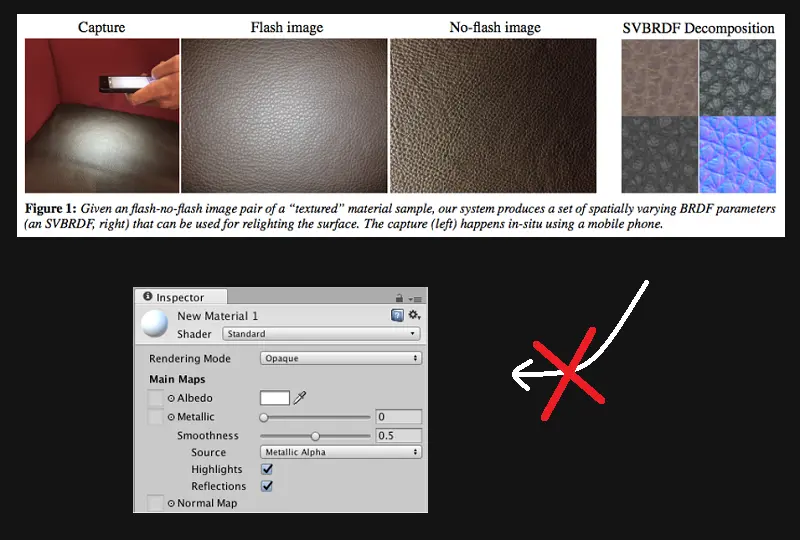 Capture
Flash image
No-flash image
SVBRDF Decomposition
Figure 1: Given an flash-no-flash image pair of a “textured” material sample, our system produces a set of spatially varying BRDF parameters
(an SVBRDF, right) that can be used for relighting the surface. The capture (left) happens in-situ using a mobile phone.
Inspector
New Material 1
Shader Standard
Rendering Mode Opaque
Main Maps
Albedo
Metallic 0
Smoothness 0.5
Source Metallic Alpha
Highlights
Reflections
Normal Map